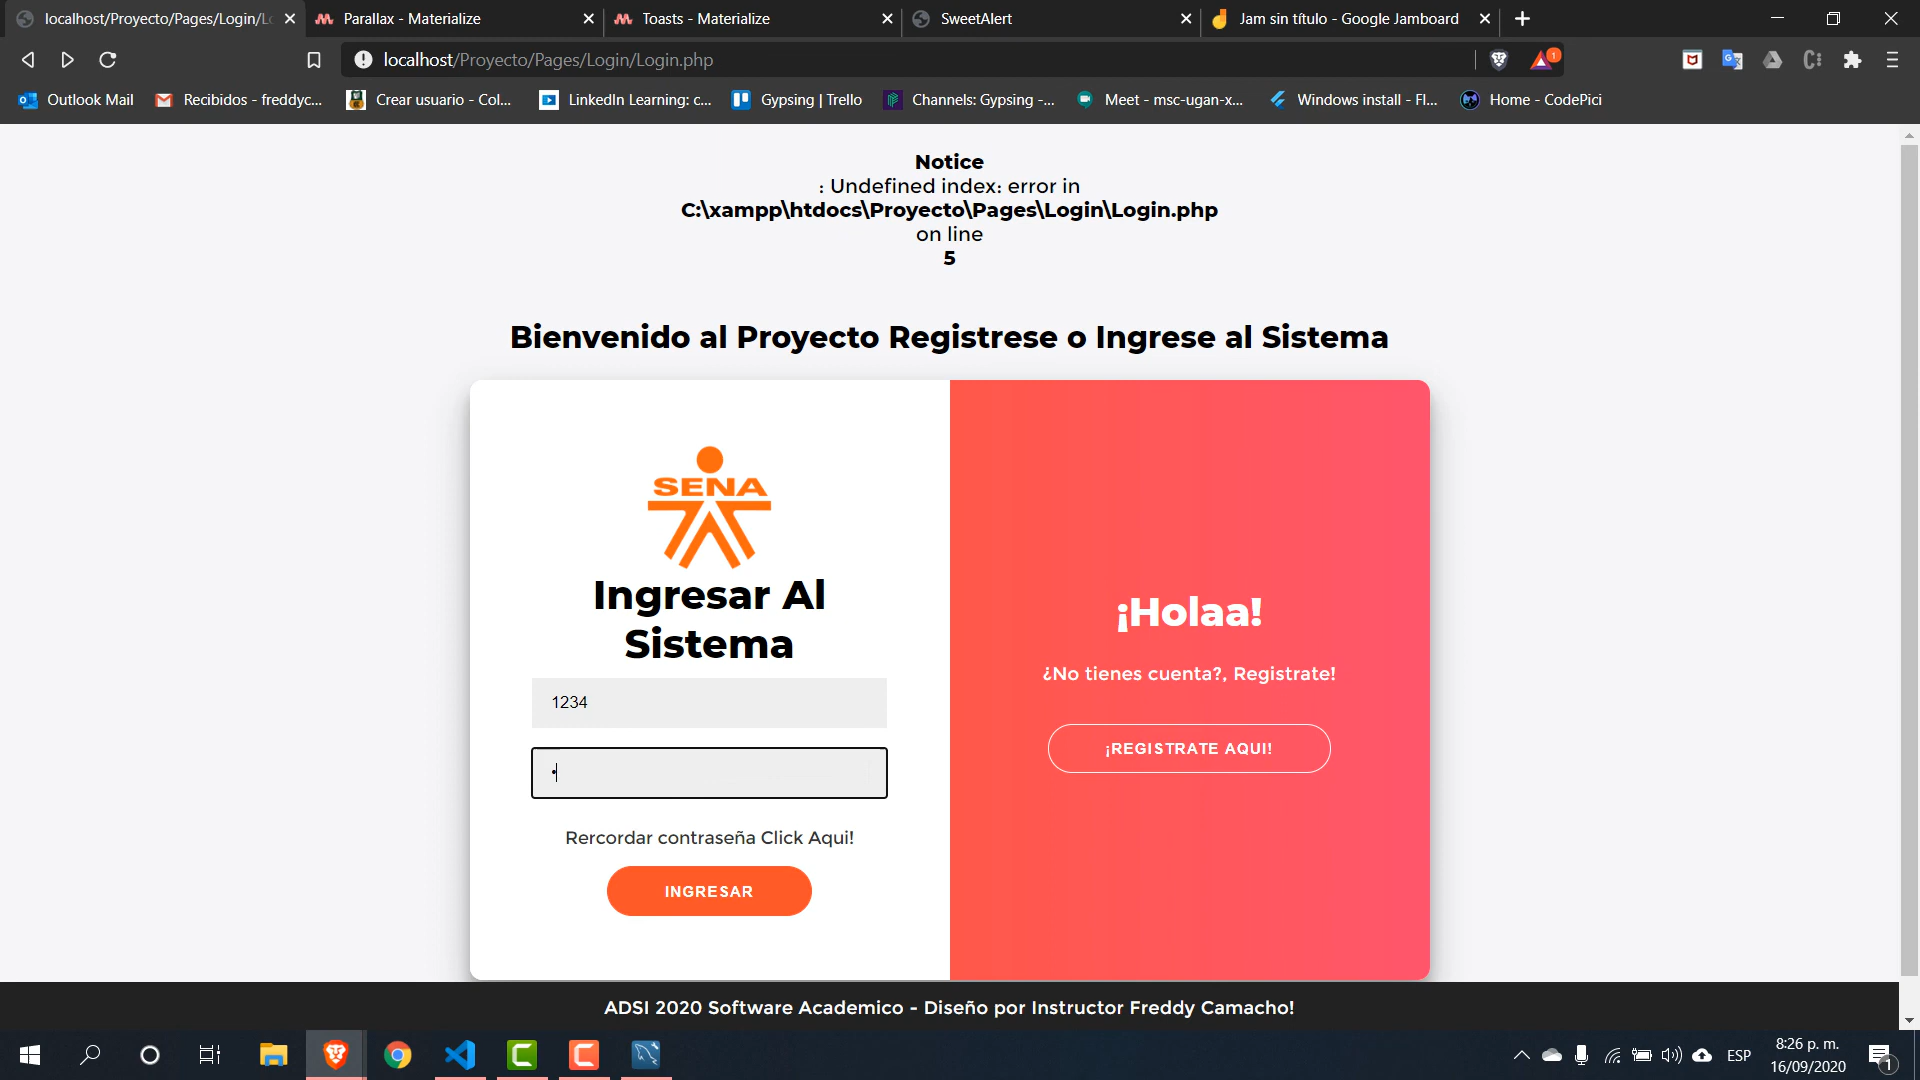 localhost/Proyecto/Pages/Login/Lo
Parallax - Materialize
Toasts - Materialize
SweetAlert
Jam sin título - Google Jamboard
localhost/Proyecto/Pages/Login/Login.php
1
Outlook Mail
Recibidos - freddyc...
Crear usuario - Col...
LinkedIn Learning: c...
Gypsing | Trello
Channels: Gypsing -...
Meet - msc-ugan-x...
Windows install - Fl...
Home - CodePici
Notice
: Undefined index: error in
C:\xampp\htdocs\Proyecto\Pages\Login\Login.php
on line
5
Bienvenido al Proyecto Registrese o Ingrese al Sistema
SENA
Ingresar Al
Sistema
1234
Rercordar contraseña Click Aqui!
INGRESAR
¡Holaa!
¿No tienes cuenta?, Registrate!
¡REGISTRATE AQUI!
ADSI 2020 Software Academico - Diseño por Instructor Freddy Camacho!
ESP
8:26 p. m.
16/09/2020
1